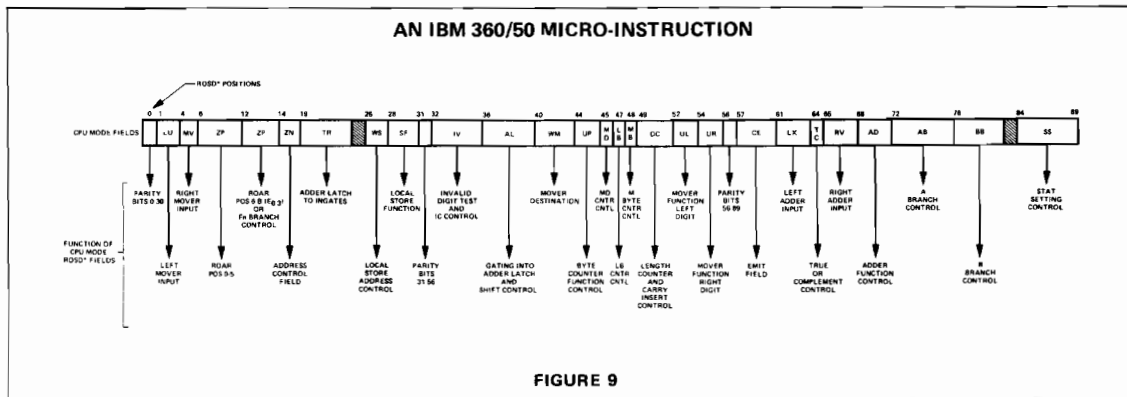 AN IBM 360/50 MICRO-INSTRUCTION
ROSD* POSITIONS
0 1 4 6 12 14 19 26 28 31 32 36 40 44 45 47 48 49 57 54 56 57 61 64 65 68 72 78 84 89
CPU MODE FIELDS LU MV ZP ZF ZN TR WS SF IV AL WM UP MD LB MB DC UL UR CE LX TC RV AD AB BB SS
PARITY
BITS 0-30
RIGHT
MOVER
INPUT
ROAR
OR
Fn BRANCH
CONTROL
ADDER LATCH
TO INGATES
LOCAL
STORE
FUNCTION
INVALID
DIGIT TEST
AND
IC CONTROL
MOVER
DESTINATION
MD
CNTR
CNTL
M
BYTE
CNTR
CNTL
MOVER
FUNCTION
LEFT
DIGIT
PARITY
BITS
56-89
LEFT
ADDER
INPUT
RIGHT
ADDER
INPUT
A
BRANCH
CONTROL
STAT
SETTING
CONTROL
FUNCTION OF
CPU MODE
ROSD* FIELDS
LEFT
MOVER
INPUT
ROAR
POS 0-5
ADDRESS
CONTROL
FIELD
LOCAL
STORE
ADDRESS
CONTROL
PARITY
BITS
31-56
GATING INTO
ADDER LATCH
AND
SHIFT CONTROL
BYTE
COUNTER
FUNCTION
CONTROL
LB
CNTR
CNTL
LENGTH
COUNTER
AND
CARRY
INSERT
CONTROL
MOVER
FUNCTION
RIGHT
DIGIT
EMIT
FIELD
TRUE
OR
COMPLEMENT
CONTROL
ADDER
FUNCTION
CONTROL
B
BRANCH
CONTROL
FIGURE 9